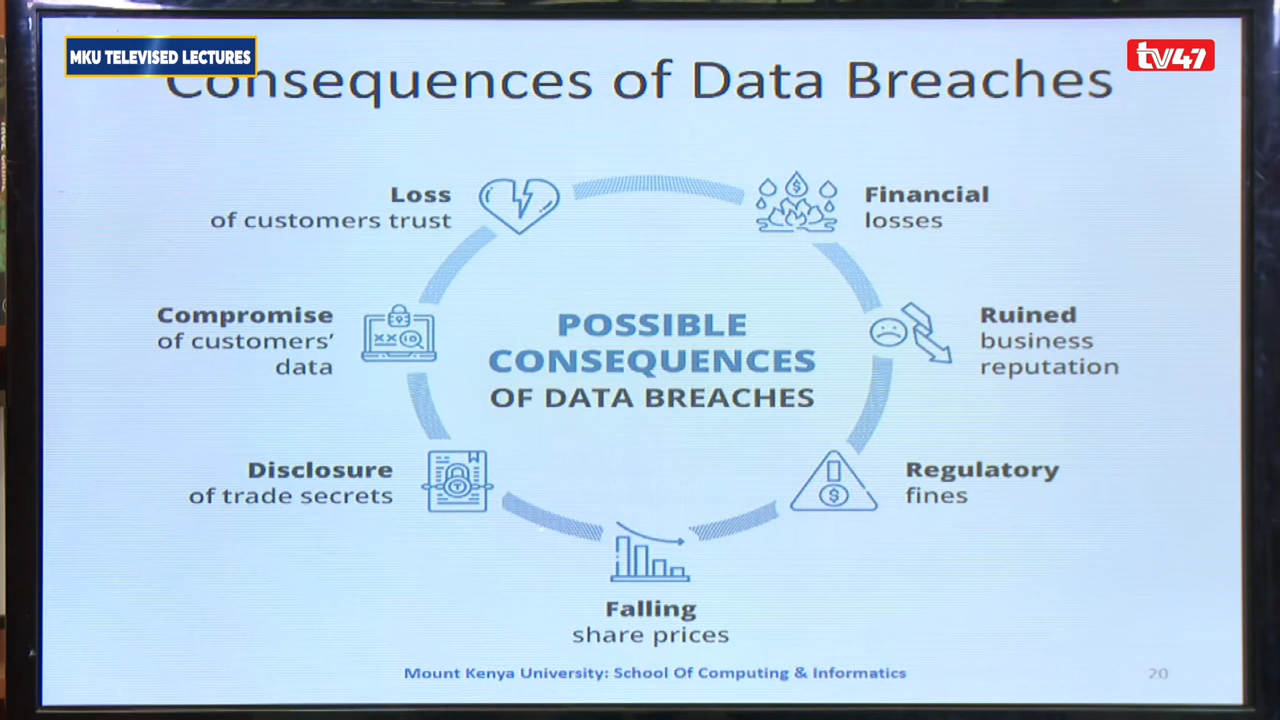 MKU TELEVISED LECTURES
tv47
Consequences of Data Breaches
Loss
of customers trust
Financial
losses
Compromise
of customers'
data
POSSIBLE
CONSEQUENCES
OF DATA BREACHES
Ruined
business
reputation
Disclosure
of trade secrets
Regulatory
fines
Falling
share prices
Mount Kenya University: School Of Computing & Informatics
20